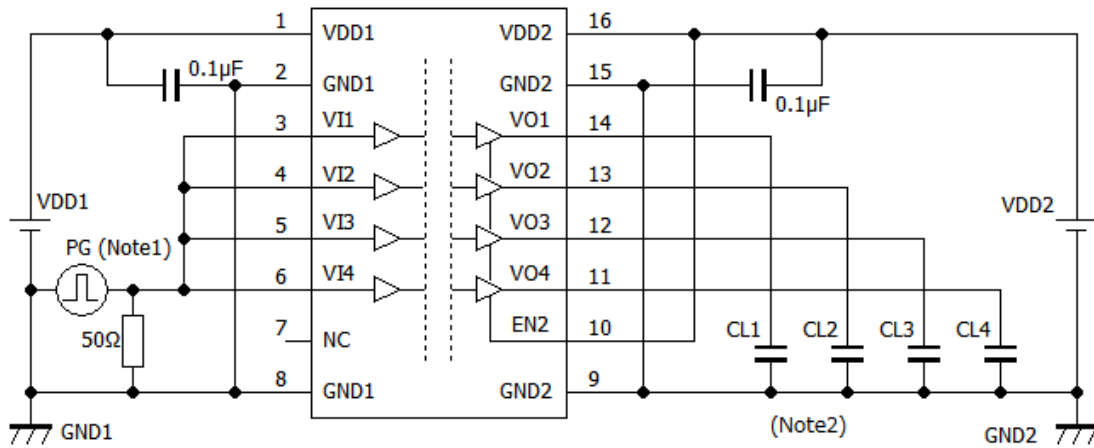 1 VDD1 VDD2 16
0.1µF 2 GND1 GND2 15 0.1µF
3 VI1 VO1 14
4 VI2 VO2 13
VDD1 VDD2
5 VI3 VO3 12
PG (Note1)
6 VI4 VO4 11
50Ω 7 NC EN2 10 CL1 CL2 CL3 CL4
8 GND1 GND2 9
GND1 (Note2) GND2